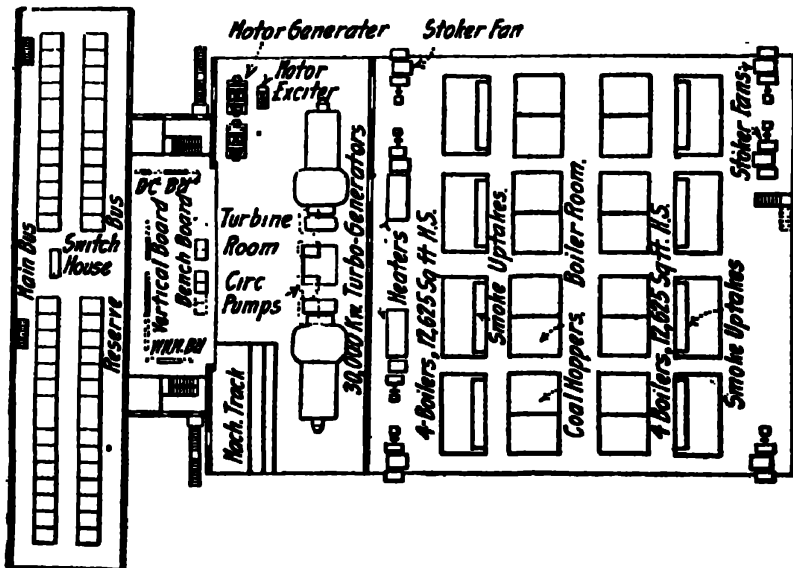 Motor Generater
Stoker Fan
Motor
Exciter
Stoker Fans
DC Bd
Turbine
Room
Circ
Pumps
Main Bus
Switch
House
Reserve Bus
Vertical Board
Bench Board
Mach. Track
30,000 Kw. Turbo-Generators
Heaters
4-Boilers, 12,625 Sq ft H.S.
Smoke Uptakes.
Coal Hoppers, Boiler Room.
4 Boilers, 12,625 Sq ft. H.S.
Smoke Uptakes